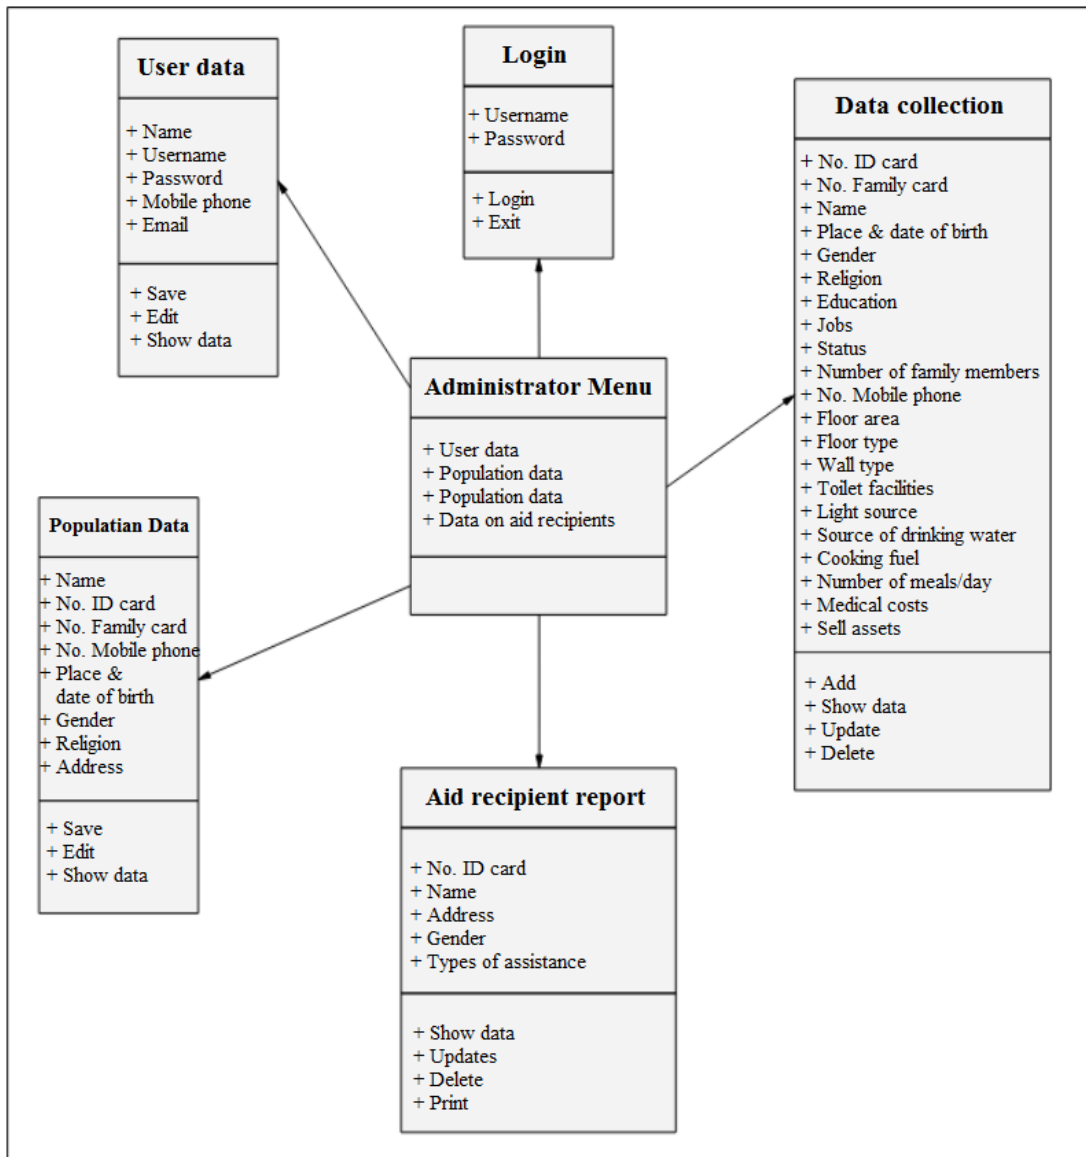 User data
+ Name
+ Username
+ Password
+ Mobile phone
+ Email
+ Save
+ Edit
+ Show data
Login
+ Username
+ Password
+ Login
+ Exit
Data collection
+ No. ID card
+ No. Family card
+ Name
+ Place & date of birth
+ Gender
+ Religion
+ Education
+ Jobs
+ Status
+ Number of family members
+ No. Mobile phone
+ Floor area
+ Floor type
+ Wall type
+ Toilet facilities
+ Light source
+ Source of drinking water
+ Cooking fuel
+ Number of meals/day
+ Medical costs
+ Sell assets
+ Add
+ Show data
+ Update
+ Delete
Administrator Menu
+ User data
+ Population data
+ Population data
+ Data on aid recipients
Populatian Data
+ Name
+ No. ID card
+ No. Family card
+ No. Mobile phone
+ Place &
date of birth
+ Gender
+ Religion
+ Address
+ Save
+ Edit
+ Show data
Aid recipient report
+ No. ID card
+ Name
+ Address
+ Gender
+ Types of assistance
+ Show data
+ Updates
+ Delete
+ Print